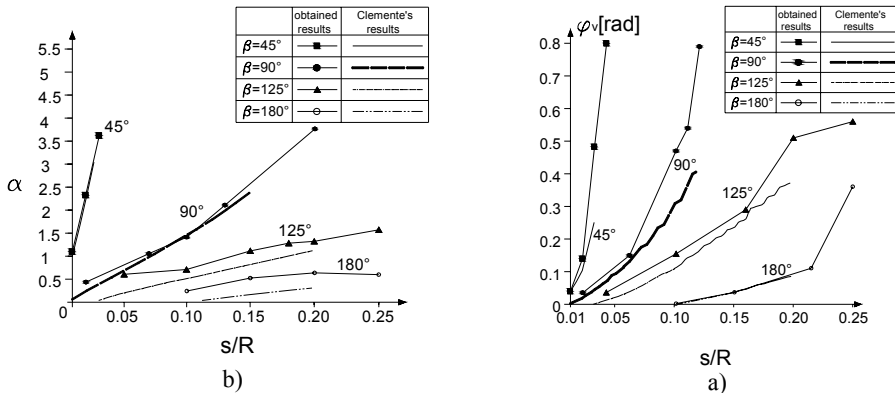 obtained results
Clemente's results
β=45°
β=90°
β=125°
β=180°
5.5
5
4.5
4
3.5
3
2.5
2
1.5
1
0.5
0
α
45°
90°
125°
180°
0.05
0.10
0.15
0.20
0.25
s/R
b)
φv[rad]
obtained results
Clemente's results
β=45°
β=90°
β=125°
β=180°
0.8
0.7
0.6
0.5
0.4
0.3
0.2
0.1
0
90°
125°
45°
180°
0.01
0.05
0.10
0.15
0.20
0.25
s/R
a)